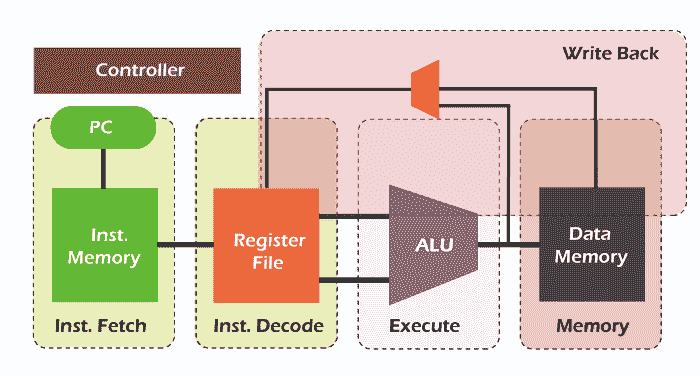 Write Back
Controller
PC
Inst.
Memory
Register
File
ALU
Data
Memory
Inst. Fetch
Inst. Decode
Execute
Memory